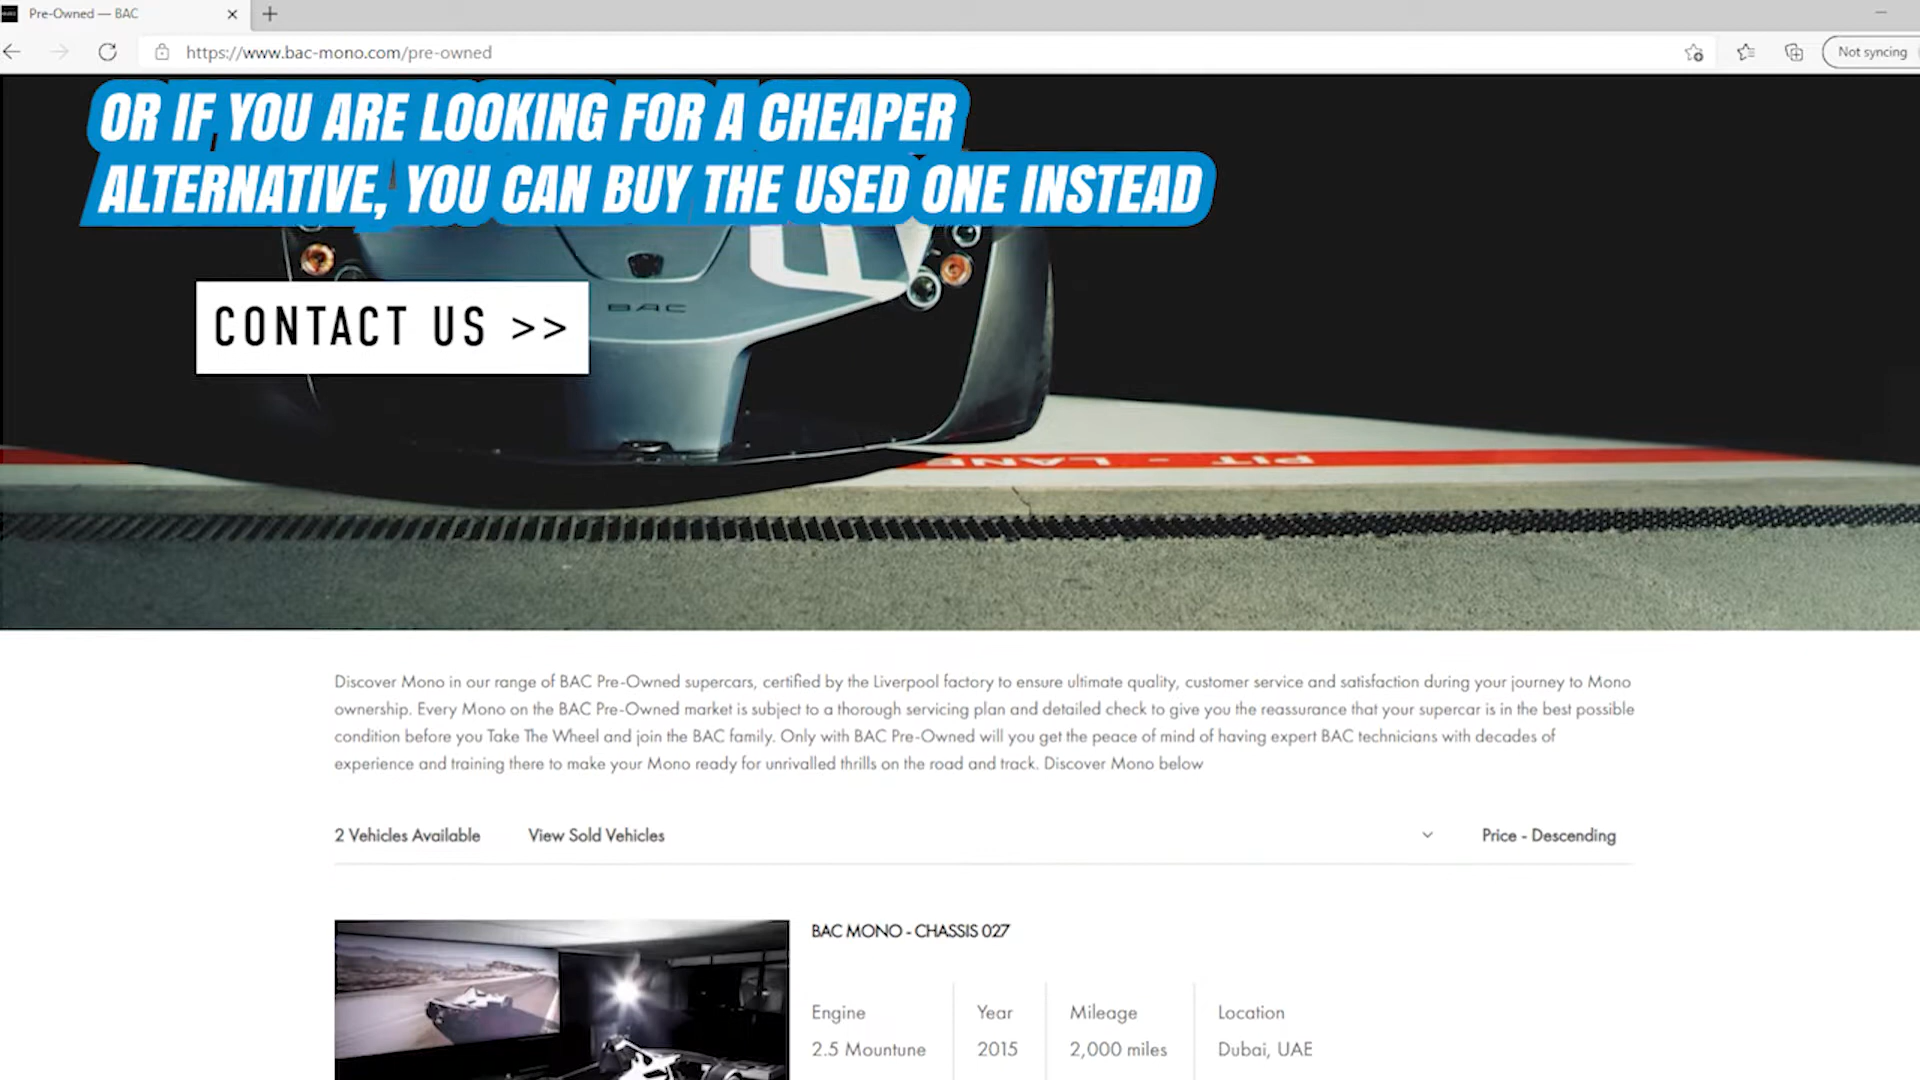 Pre-Owned — BAC
https://www.bac-mono.com/pre-owned
Not syncing
OR IF YOU ARE LOOKING FOR A CHEAPER
ALTERNATIVE, YOU CAN BUY THE USED ONE INSTEAD
BAC
CONTACT US >>
PIT - LANE
Discover Mono in our range of BAC Pre-Owned supercars, certified by the Liverpool factory to ensure ultimate quality, customer service and satisfaction during your journey to Mono
ownership. Every Mono on the BAC Pre-Owned market is subject to a thorough servicing plan and detailed check to give you the reassurance that your supercar is in the best possible
condition before you Take The Wheel and join the BAC family. Only with BAC Pre-Owned will you get the peace of mind of having expert BAC technicians with decades of
experience and training there to make your Mono ready for unrivalled thrills on the road and track. Discover Mono below
2 Vehicles Available View Sold Vehicles Price - Descending
BAC MONO - CHASSIS 027
Engine Year Mileage Location
2.5 Mountune 2015 2,000 miles Dubai, UAE